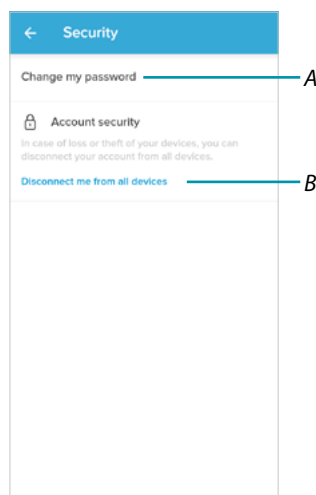 Security
Change my password
A
Account security
In case of loss or theft of your devices, you can
disconnect your account from all devices.
Disconnect me from all devices
B